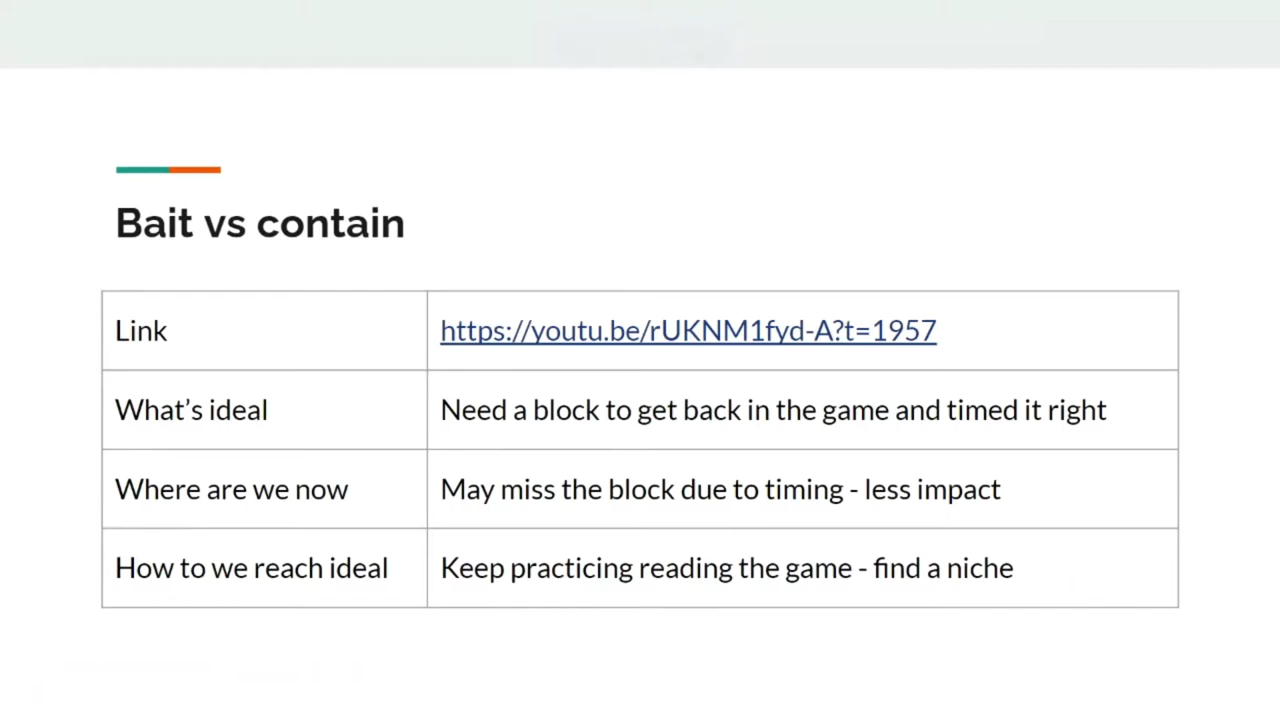 Bait vs contain
Link
https://youtu.be/rUKNM1fyd-A?t=1957
What's ideal
Need a block to get back in the game and timed it right
Where are we now
May miss the block due to timing - less impact
How to we reach ideal
Keep practicing reading the game - find a niche